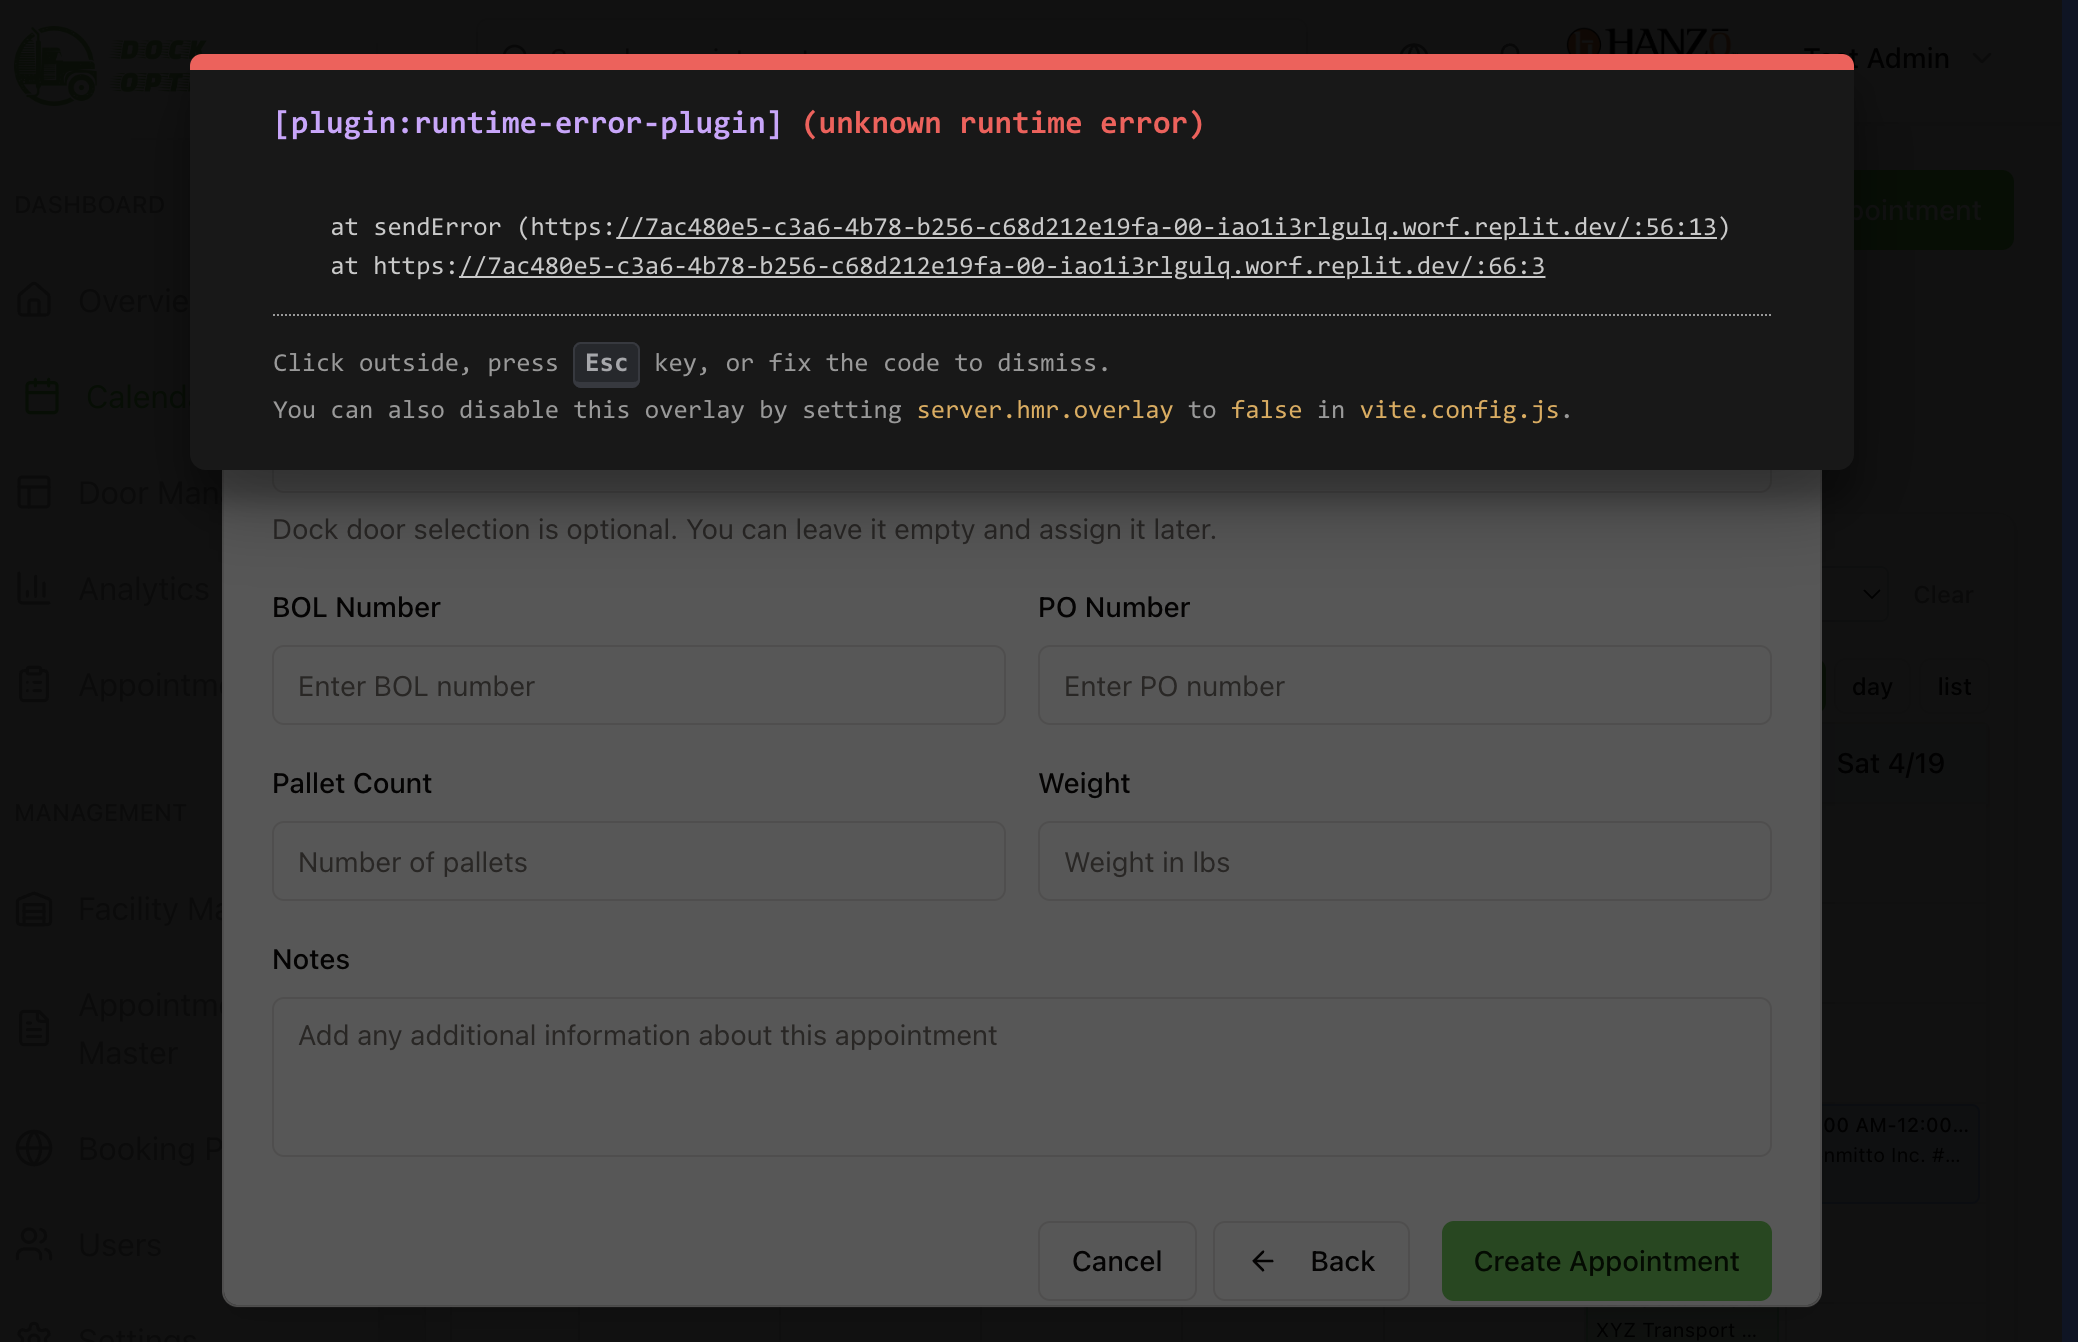 DOCK
HANZO
Admin
[plugin:runtime-error-plugin] (unknown runtime error)
at sendError (https://7ac480e5-c3a6-4b78-b256-c68d212e19fa-00-iao1i3rlgulq.worf.replit.dev/:56:13)
at https://7ac480e5-c3a6-4b78-b256-c68d212e19fa-00-iao1i3rlgulq.worf.replit.dev/:66:3
Click outside, press Esc key, or fix the code to dismiss.
You can also disable this overlay by setting server.hmr.overlay to false in vite.config.js.
DASHBOARD
Overvie
Calend
Door Man
Analytics
Appointme
MANAGEMENT
Facility Ma
Appointme
Master
Booking P
Users
Settings
Dock door selection is optional. You can leave it empty and assign it later.
BOL Number
PO Number
Enter BOL number
Enter PO number
Pallet Count
Weight
Number of pallets
Weight in lbs
Notes
Add any additional information about this appointment
Cancel
Back
Create Appointment
pointment
Clear
day
list
Sat 4/19
00 AM-12:00...
nmitto Inc. #...
XYZ Transport ...